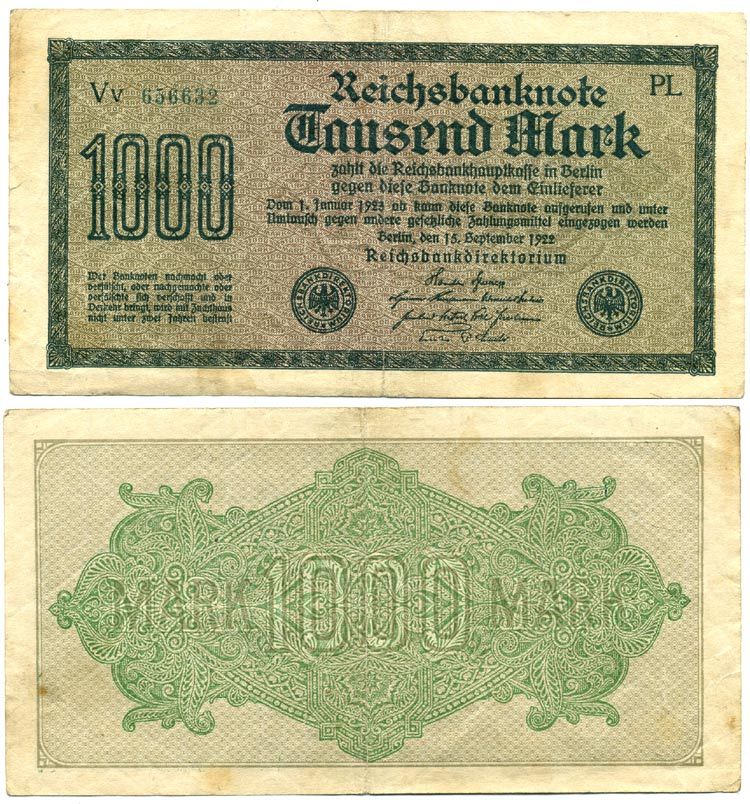 Vv 656632
PL
Reichsbanknote
Tausend Mark
1000
zahlt die Reichsbankhauptkasse in Berlin
gegen diese Banknote dem Einlieferer
Vom 1. Januar 1923 ab kann diese Banknote aufgerufen und unter
Umtausch gegen andere gesetzliche Zahlungsmittel eingezogen werden
Berlin, den 15. September 1922
Reichsbankdirektorium
Wer Banknoten nachmacht oder
verfälscht, oder nachgemachte oder
verfälschte sich verschafft und in
Verkehr bringt, wird mit Zuchthaus
nicht unter zwei Jahren bestraft
REICHSBANKDIREKTORIUM
REICHSBANKDIREKTORIUM
MARK 1000 MARK